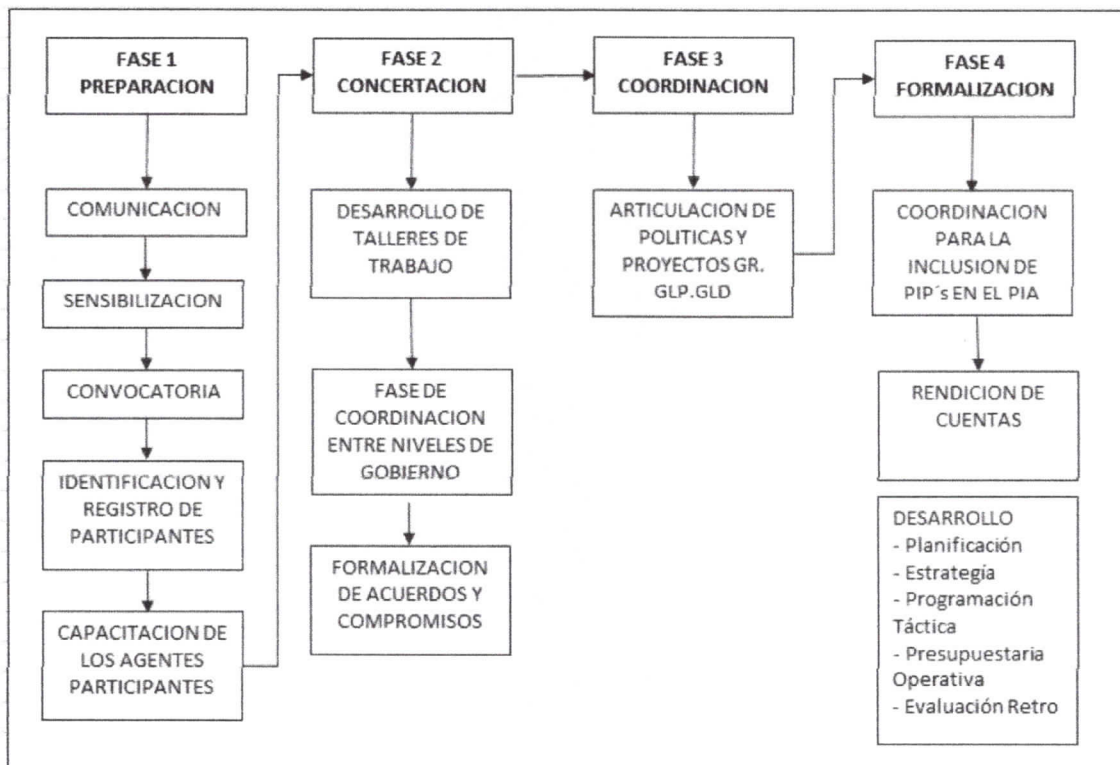 FASE 1
PREPARACION
COMUNICACION
SENSIBILIZACION
CONVOCATORIA
IDENTIFICACION Y
REGISTRO DE
PARTICIPANTES
CAPACITACION DE
LOS AGENTES
PARTICIPANTES
FASE 2
CONCERTACION
DESARROLLO DE
TALLERES DE
TRABAJO
FASE DE
COORDINACION
ENTRE NIVELES DE
GOBIERNO
FORMALIZACION
DE ACUERDOS Y
COMPROMISOS
FASE 3
COORDINACION
ARTICULACION DE
POLITICAS Y
PROYECTOS GR.
GLP.GLD
FASE 4
FORMALIZACION
COORDINACION
PARA LA
INCLUSION DE
PIP´s EN EL PIA
RENDICION DE
CUENTAS
DESARROLLO
- Planificación
- Estrategía
- Programación
Táctica
- Presupuestaria
Operativa
- Evaluación Retro